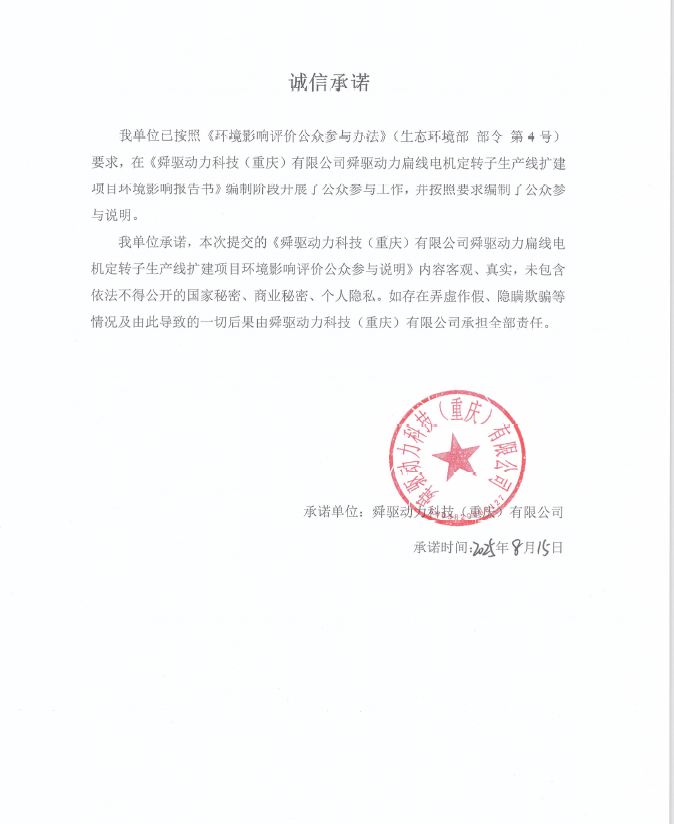 诚信承诺
我单位已按照《环境影响评价公众参与办法》（生态环境部 部令 第4号）
要求，在《舜驱动力科技（重庆）有限公司舜驱动力扁线电机定转子生产线扩建
项目环境影响报告书》编制阶段开展了公众参与工作，并按照要求编制了公众参
与说明。
我单位承诺，本次提交的《舜驱动力科技（重庆）有限公司舜驱动力扁线电
机定转子生产线扩建项目环境影响评价公众参与说明》内容客观、真实，未包含
依法不得公开的国家秘密、商业秘密、个人隐私。如存在弄虚作假、隐瞒欺骗等
情况及由此导致的一切后果由舜驱动力科技（重庆）有限公司承担全部责任。
舜驱动力科技（重庆）有限公司
承诺单位：舜驱动力科技（重庆）有限公司
承诺时间：2025年8月15日